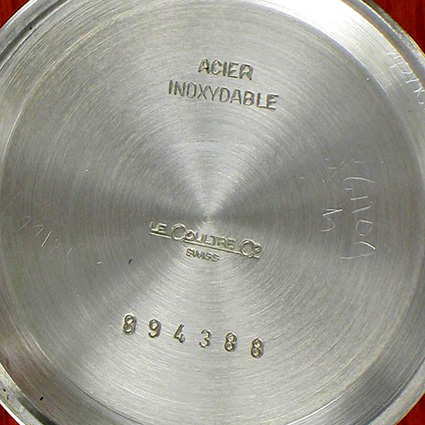 ACIER
INOXYDABLE
LE COULTRE Co
SWISS
894388